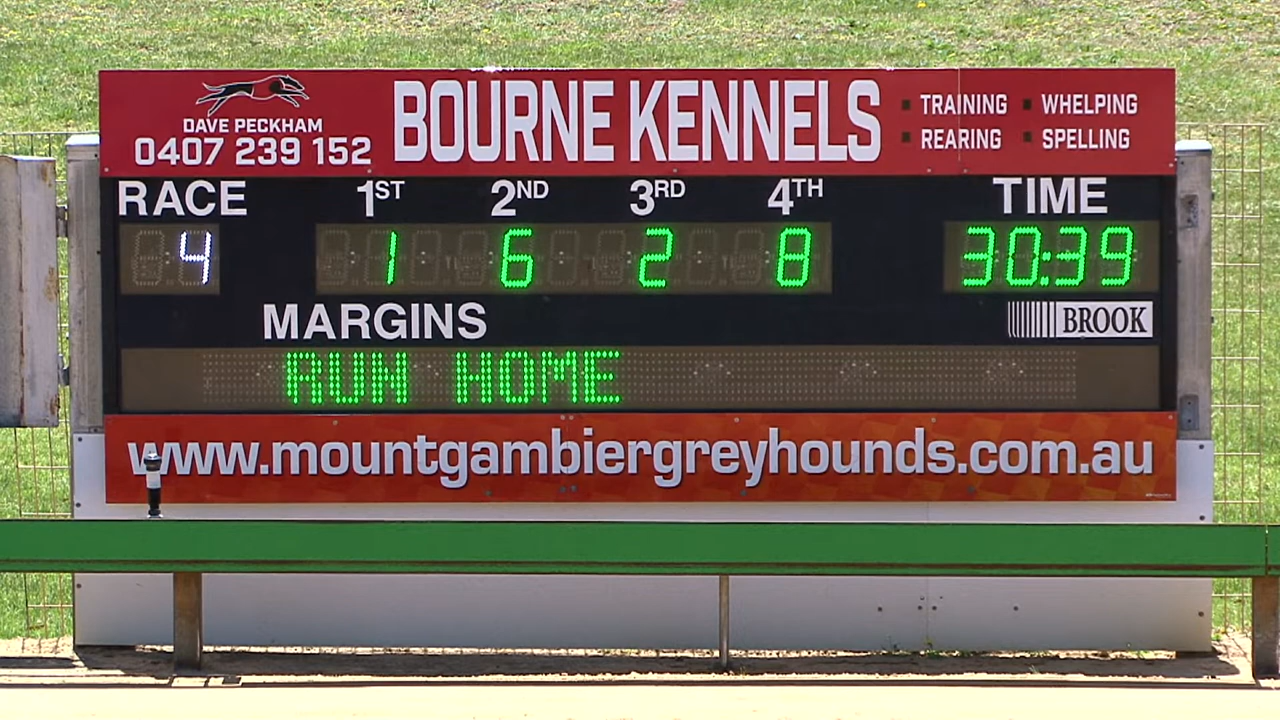 DAVE PECKHAM
0407 239 152
BOURNE KENNELS
TRAINING
WHELPING
REARING
SPELLING
RACE 1ST 2ND 3RD 4TH TIME
4 1 6 2 8 30:39
MARGINS
BROOK
RUN HOME
www.mountgambiergreyhounds.com.au